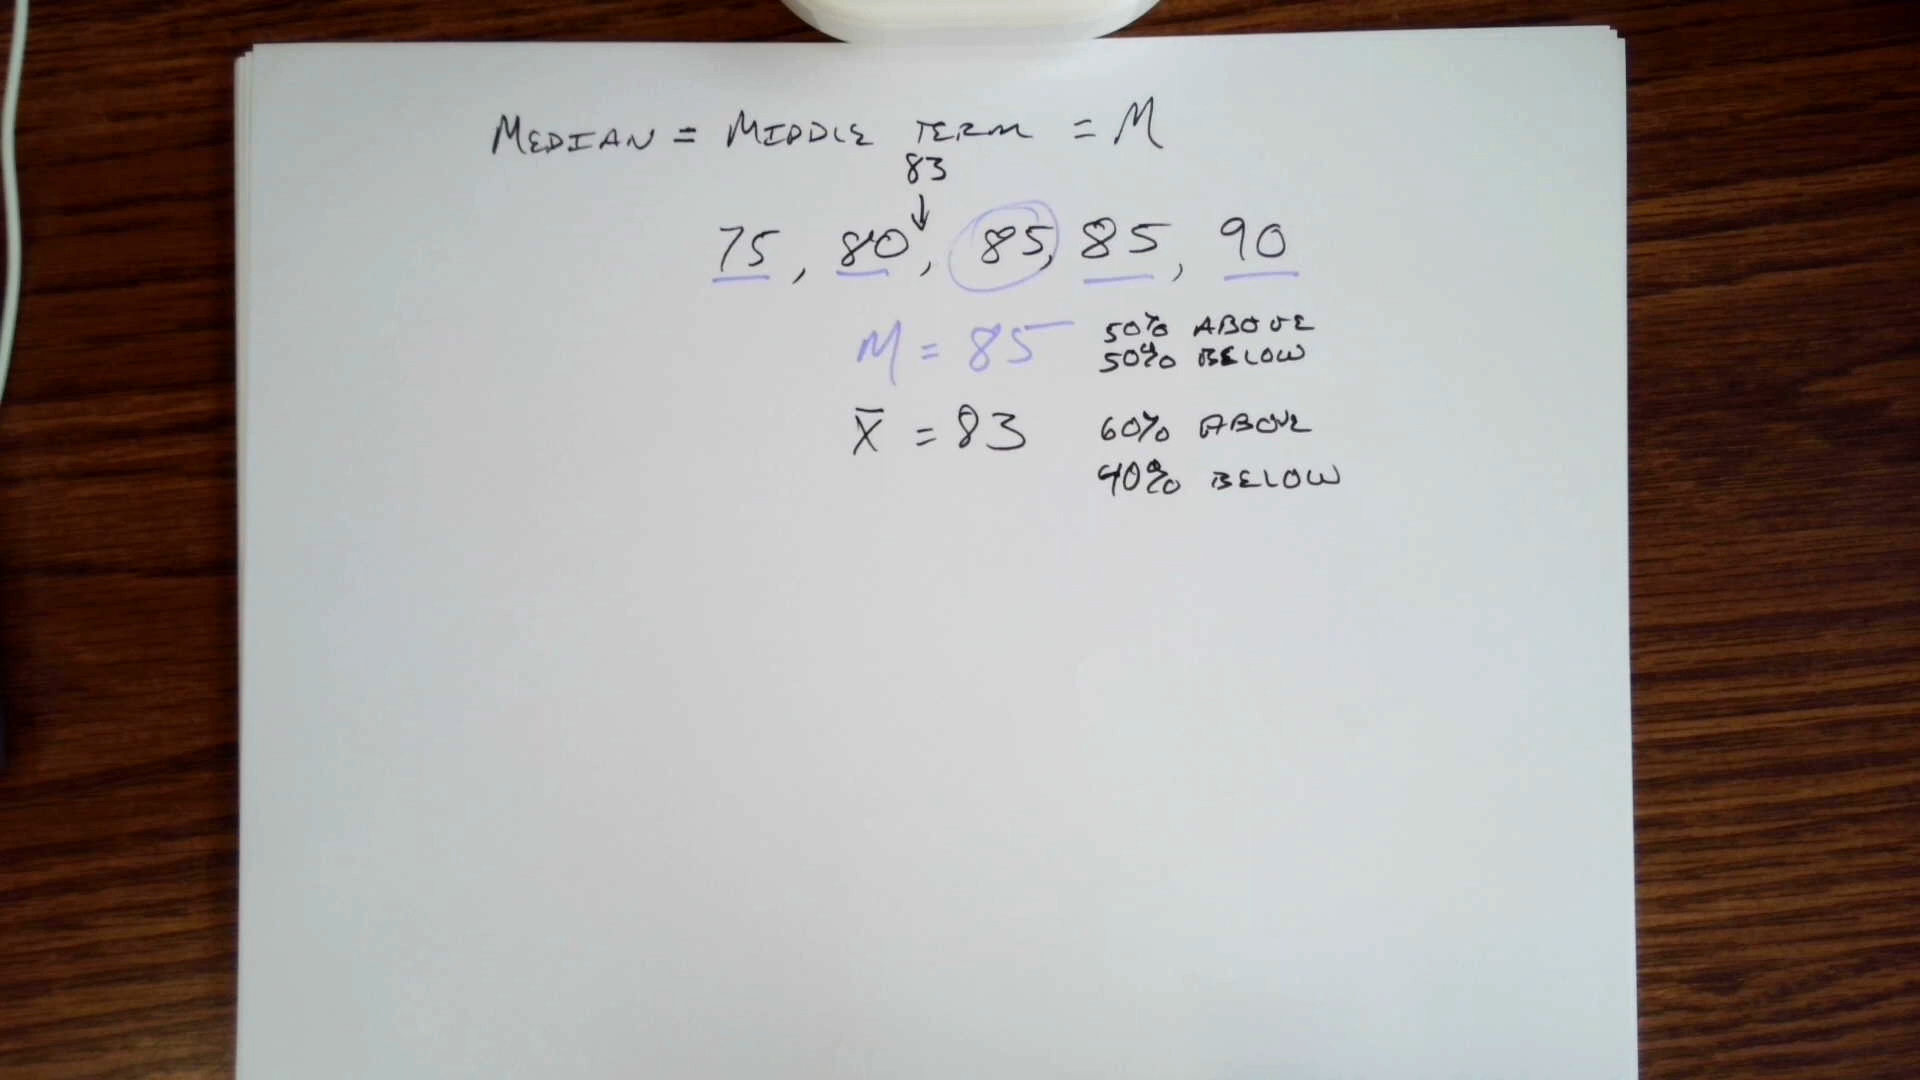 MEDIAN = MIDDLE TERM = M
83
↓
75, 80, 85, 85, 90
M = 85 50% ABOVE
50% BELOW
x̄ = 83 60% ABOVE
40% BELOW